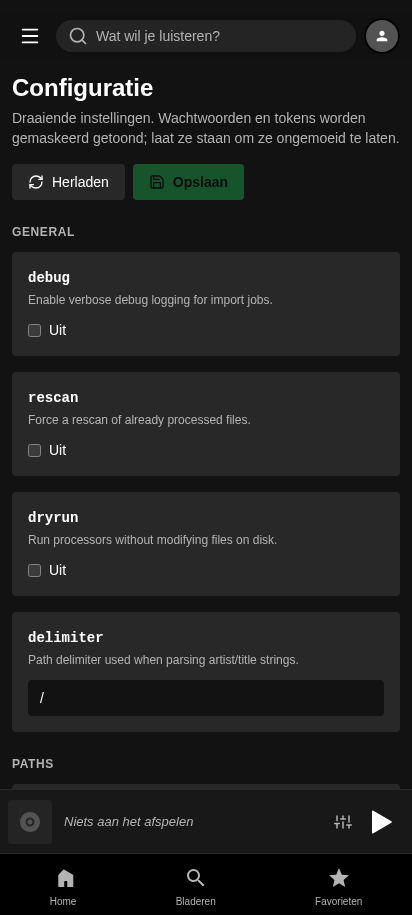 Wat wil je luisteren?
Configuratie
Draaiende instellingen. Wachtwoorden en tokens worden
gemaskeerd getoond; laat ze staan om ze ongemoeid te laten.
Herladen
Opslaan
GENERAL
debug
Enable verbose debug logging for import jobs.
Uit
rescan
Force a rescan of already processed files.
Uit
dryrun
Run processors without modifying files on disk.
Uit
delimiter
Path delimiter used when parsing artist/title strings.
/
PATHS
Niets aan het afspelen
Home
Bladeren
Favorieten